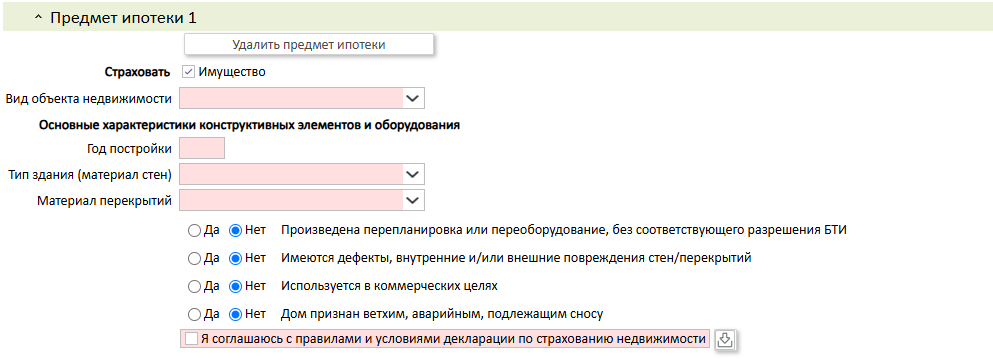 Предмет ипотеки 1
Удалить предмет ипотеки
Страховать Имущество
Вид объекта недвижимости
Основные характеристики конструктивных элементов и оборудования
Год постройки
Тип здания (материал стен)
Материал перекрытий
Да Нет Произведена перепланировка или переоборудование, без соответствующего разрешения БТИ
Да Нет Имеются дефекты, внутренние и/или внешние повреждения стен/перекрытий
Да Нет Используется в коммерческих целях
Да Нет Дом признан ветхим, аварийным, подлежащим сносу
Я соглашаюсь с правилами и условиями декларации по страхованию недвижимости